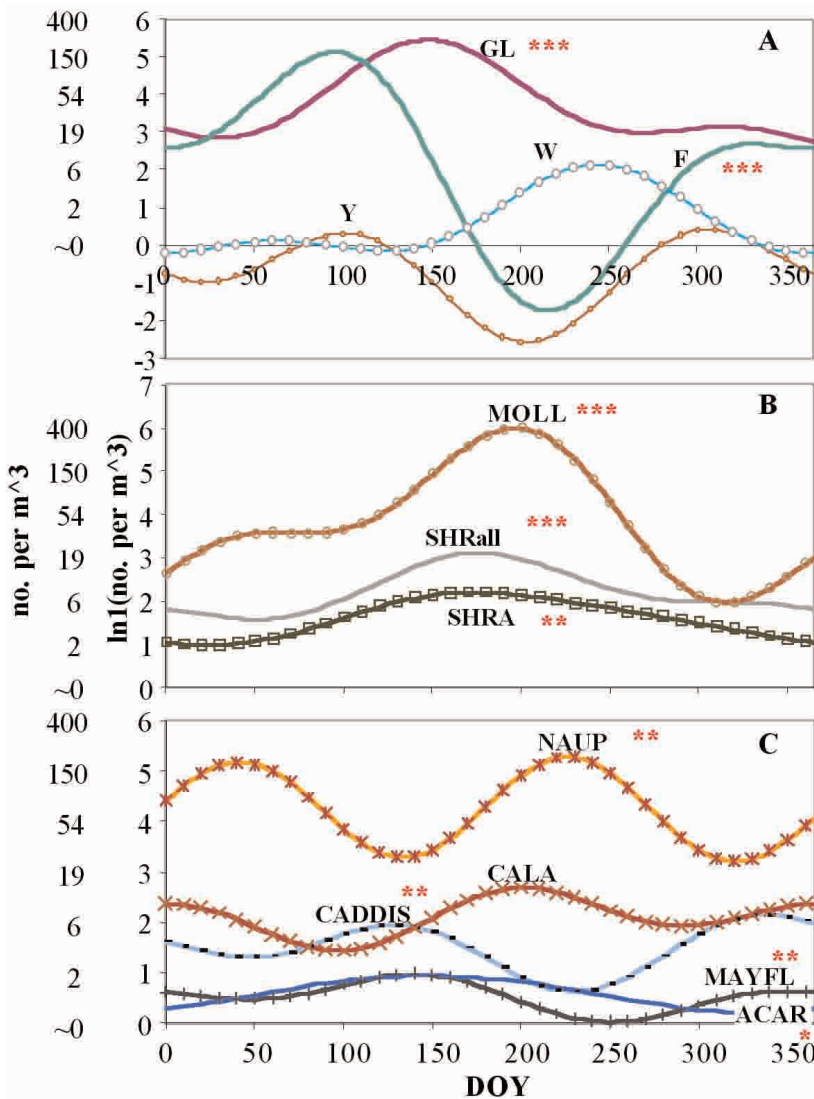 400 6 A
150 5 GL ***
54 4
19 3
6 2 W F ***
2 1 Y
~0 0
0 50 100 150 200 250 300 350
-1
-2
-3
7 B
400 6 MOLL ***
150 5
54 4 ***
19 3 SHRall
6 2 SHRA **
2 1
~0 0
no. per m^3
ln1(no. per m^3)
400 6 C
150 5 NAUP **
54 4
19 3 CALA
6 2 CADDIS **
2 1 MAYFL **
~0 0 ACAR
0 50 100 150 200 250 300 350 *
DOY